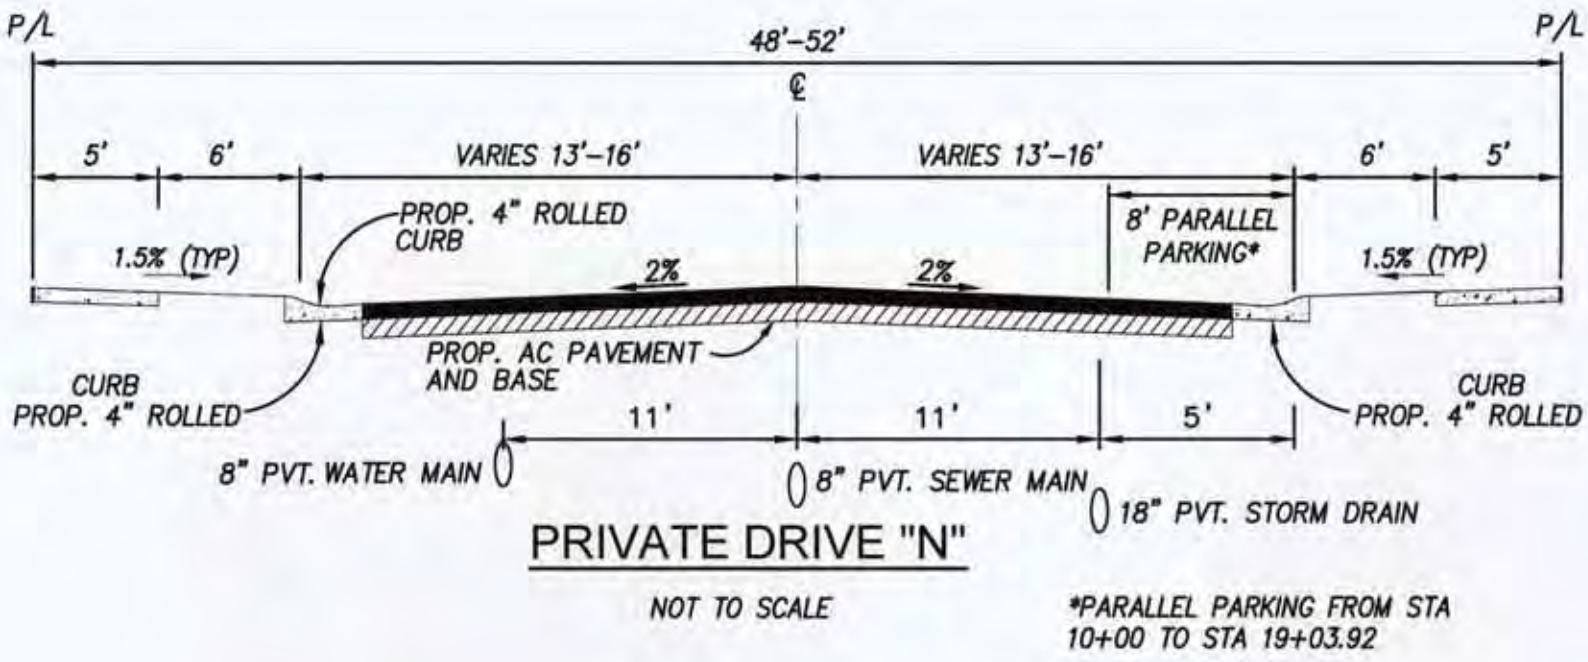 P/L
P/L
48'-52'
℄
5'
6'
VARIES 13'-16'
VARIES 13'-16'
6'
5'
PROP. 4" ROLLED
CURB
8' PARALLEL
PARKING*
1.5% (TYP)
2%
2%
1.5% (TYP)
PROP. AC PAVEMENT
AND BASE
CURB
PROP. 4" ROLLED
CURB
PROP. 4" ROLLED
11'
11'
5'
8" PVT. WATER MAIN
8" PVT. SEWER MAIN
18" PVT. STORM DRAIN
PRIVATE DRIVE "N"
NOT TO SCALE
*PARALLEL PARKING FROM STA
10+00 TO STA 19+03.92